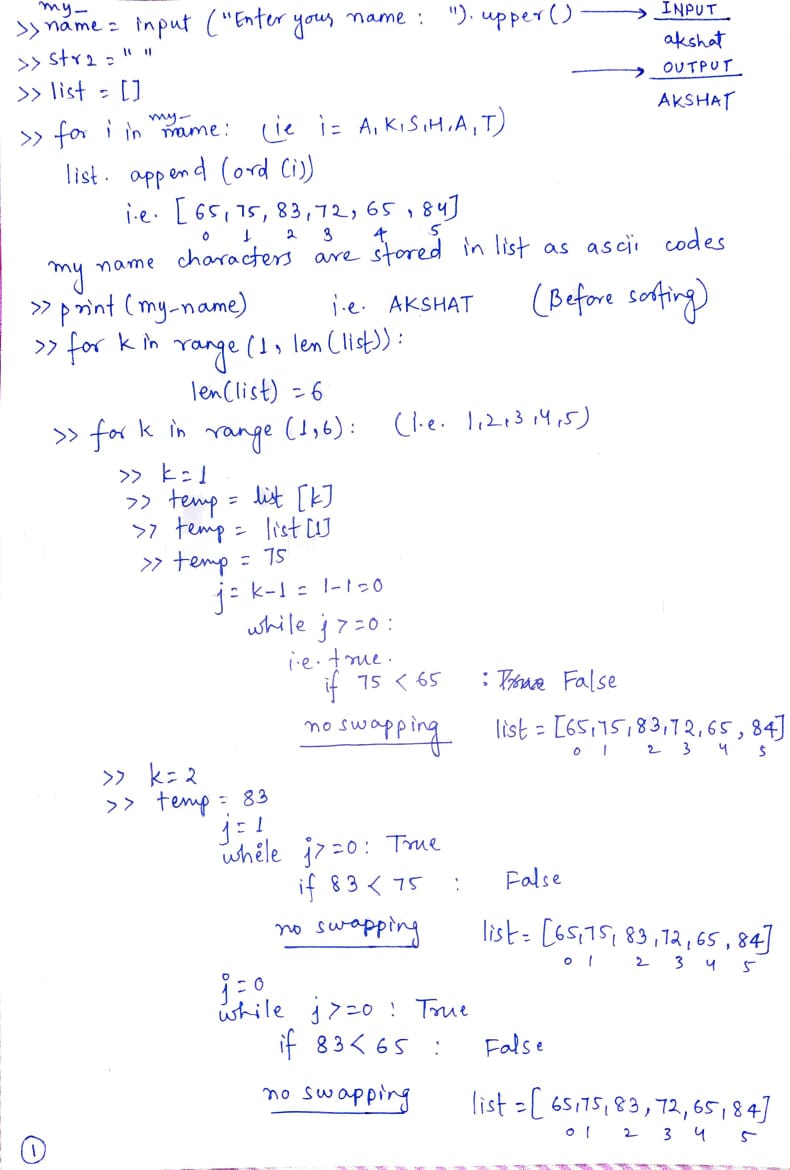 my_
>> name = input ("Enter your name : "). upper() → INPUT
akshat
>> str2 = " "
→ OUTPUT
>> list = []
AKSHAT
my_
>> for i in name: (ie i = A, K, S, H, A, T)
list. append (ord (i))
i.e. [65, 75, 83, 72, 65, 84]
0 1 2 3 4 5
my name characters are stored in list as ascii codes
>> print (my_name) i.e. AKSHAT (Before sorting)
>> for k in range (1, len (list)) :
len(list) = 6
>> for k in range (1,6) : (i.e. 1,2,3,4,5)
>> k = 1
>> temp = list [k]
>> temp = list [1]
>> temp = 75
j = k-1 = 1-1 = 0
while j >= 0 :
i.e. true.
if 75 < 65 : True False
no swapping list = [65,75,83,72,65, 84]
0 1 2 3 4 5
>> k = 2
>> temp = 83
j = 1
while j >= 0 : True
if 83 < 75 : False
no swapping list = [65,75, 83,72,65, 84]
0 1 2 3 4 5
j = 0
while j >= 0 : True
if 83 < 65 : False
no swapping list = [ 65,75, 83, 72, 65, 84]
0 1 2 3 4 5
1